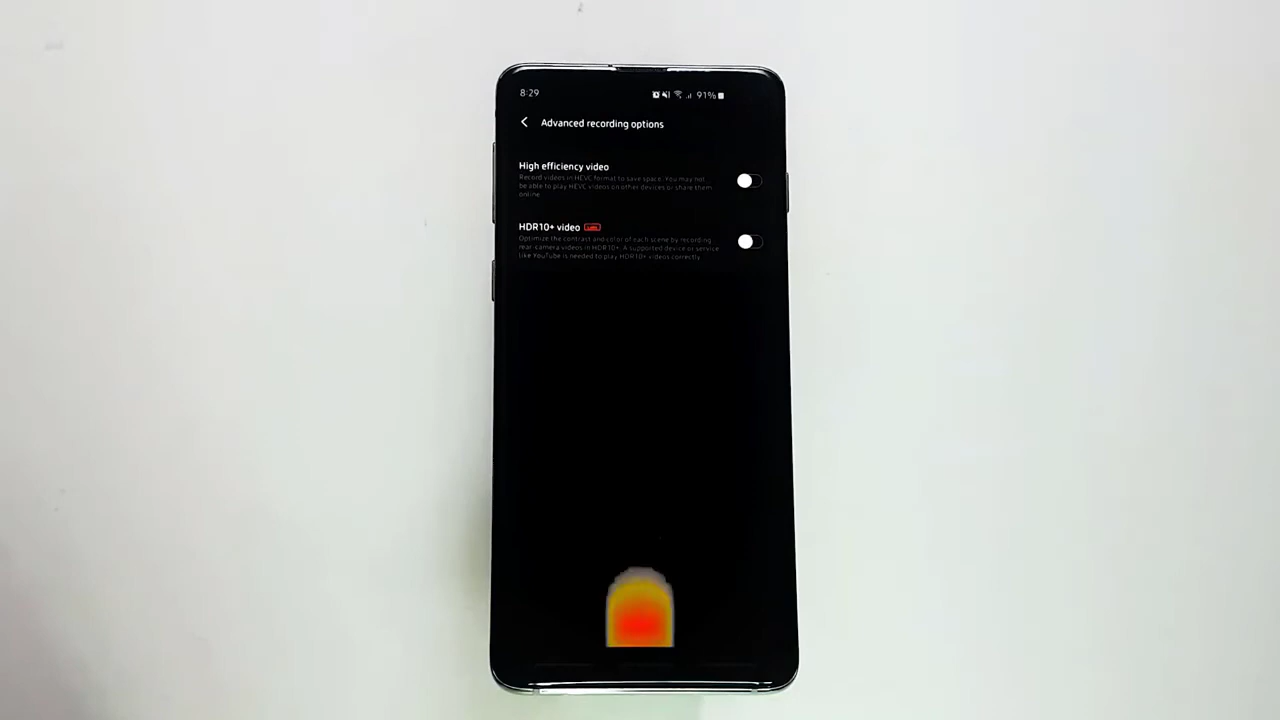 8:29
91%
Advanced recording options
High efficiency video
Record videos in HEVC format to save space. You may not
be able to play HEVC videos on other devices or share them
online.
HDR10+ video
Optimize the contrast and color of each scene by recording
rear camera videos in HDR10+. A supported device or service
like YouTube is needed to play HDR10+ videos correctly.